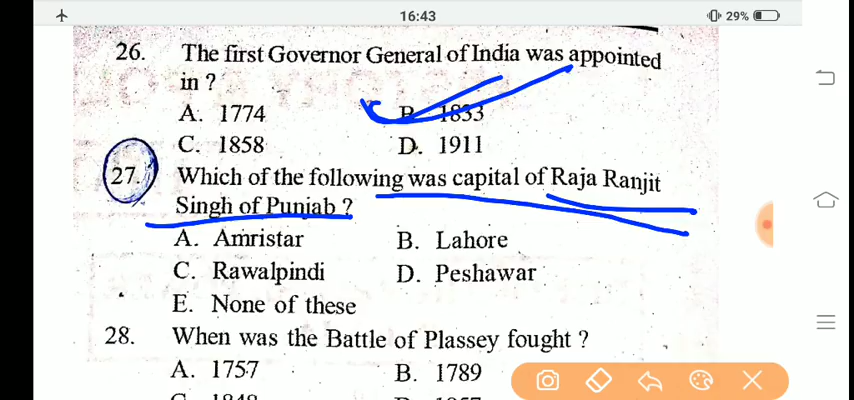 16:43
29%
26. The first Governor General of India was appointed
in ?
A. 1774 B. 1833
C. 1858 D. 1911
27. Which of the following was capital of Raja Ranjit
Singh of Punjab ?
A. Amristar B. Lahore
C. Rawalpindi D. Peshawar
E. None of these
28. When was the Battle of Plassey fought ?
A. 1757 B. 1789